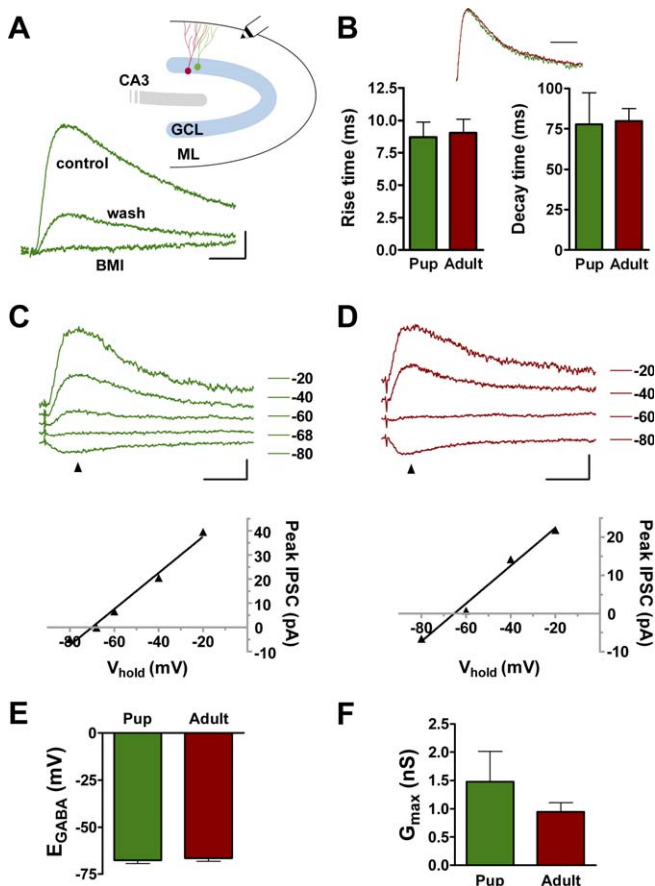 A
CA3
GCL
ML
control
wash
BMI
B
Rise time (ms)
12.5
10.0
7.5
5.0
2.5
0.0
Pup Adult
Decay time (ms)
100
75
50
25
0
Pup Adult
C
-20
-40
-60
-68
-80
Peak IPSC (pA)
40
30
20
10
0
-10
-80 -60 -40 -20
Vhold (mV)
D
-20
-40
-60
-80
Peak IPSC (pA)
20
10
0
-10
-80 -60 -40 -20
Vhold (mV)
E
Pup Adult
EGABA (mV)
0
-25
-50
-75
F
Gmax (nS)
2.5
2.0
1.5
1.0
0.5
0.0
Pup Adult